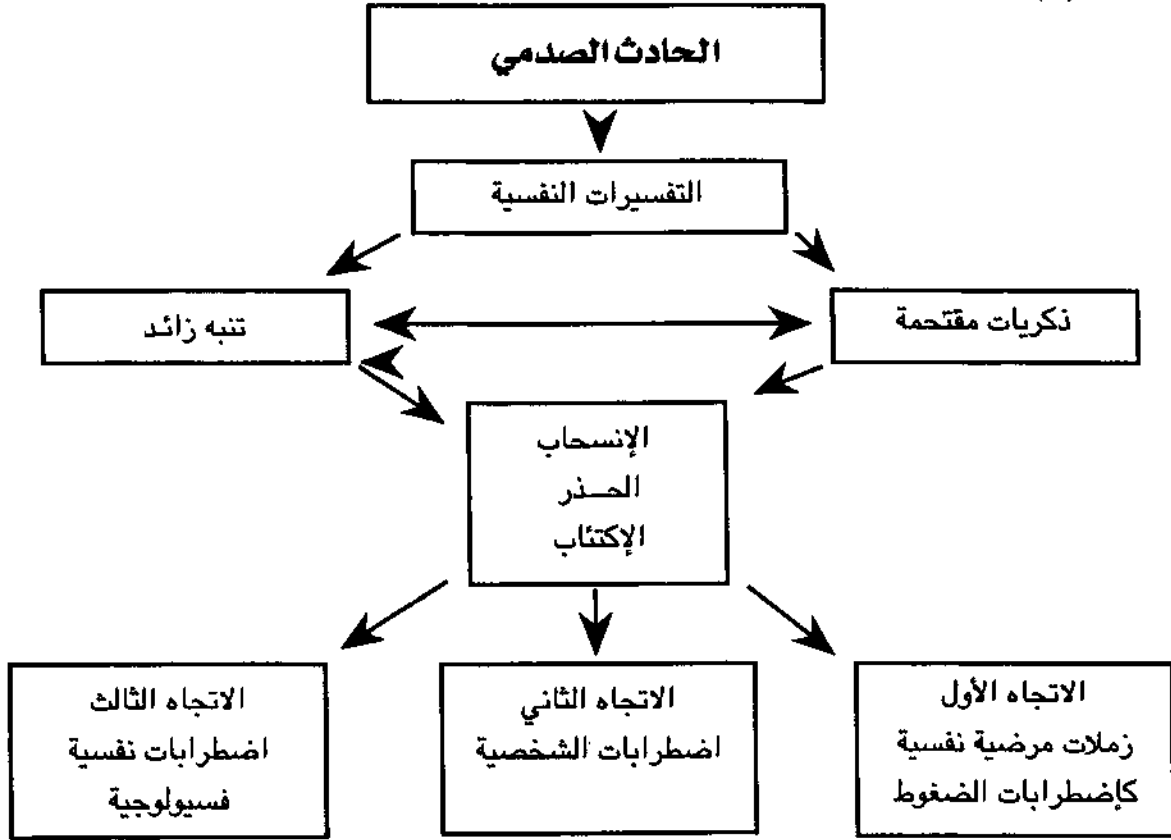 الحادث الصدمي
التفسيرات النفسية
ذكريات مقتحمة
تنبه زائد
الإنسحاب
الحـــذر
الإكتئاب
الاتجاه الأول
زملات مرضية نفسية
كإضطرابات الضغوط
الاتجاه الثاني
اضطرابات الشخصية
الاتجاه الثالث
اضطرابات نفسية
فسيولوجية